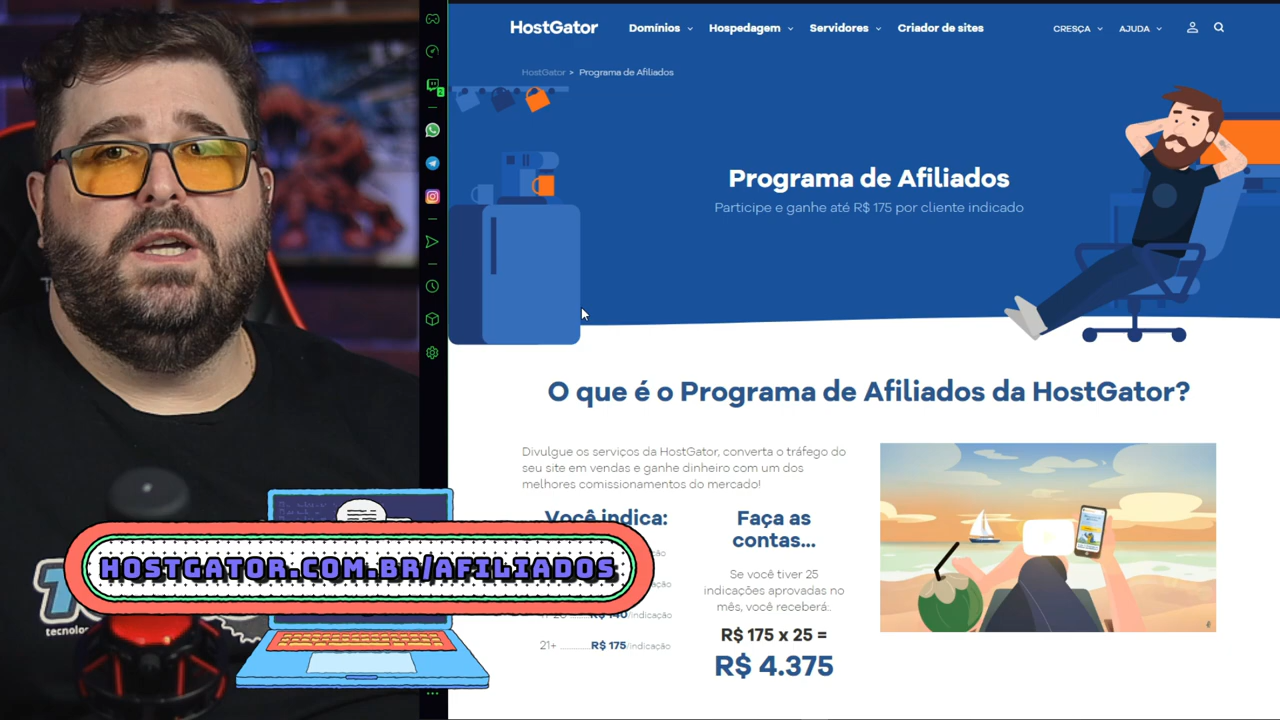 HostGator
Domínios
Hospedagem
Servidores
Criador de sites
CRESÇA
AJUDA
HostGator > Programa de Afiliados
Programa de Afiliados
Participe e ganhe até R$ 175 por cliente indicado
O que é o Programa de Afiliados da HostGator?
Divulgue os serviços da HostGator, converta o tráfego do
seu site em vendas e ganhe dinheiro com um dos
melhores comissionamentos do mercado!
Você indica:
/indicação
21+ ............R$ 175/indicação
Faça as
contas...
Se você tiver 25
indicações aprovadas no
mês, você receberá:.
R$ 175 x 25 =
R$ 4.375
HOSTGATOR.COM.BR/AFILIADOS
2